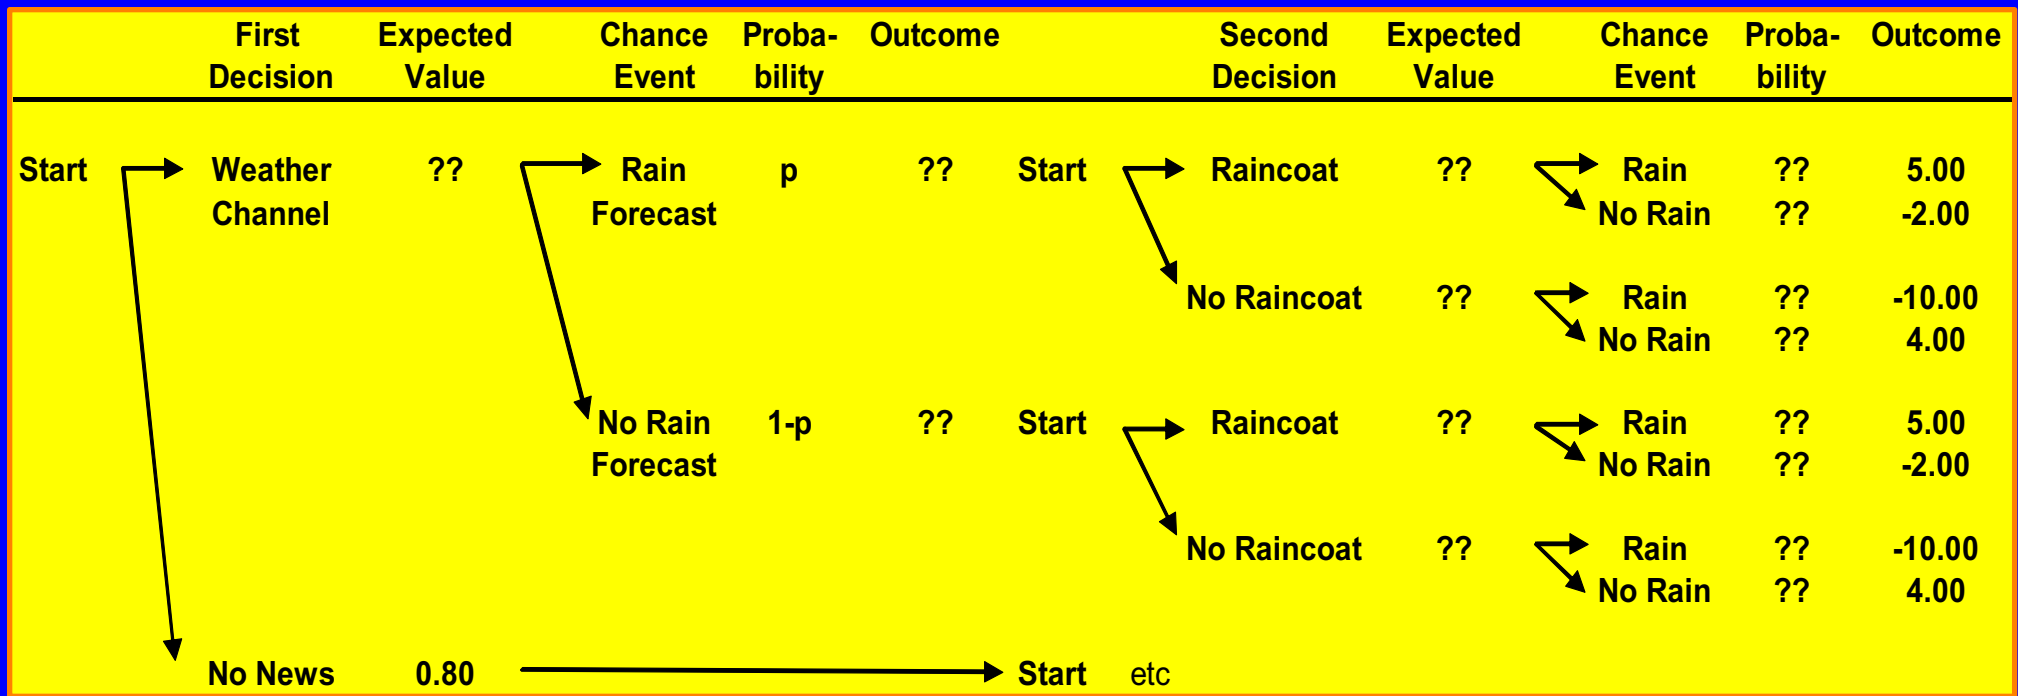 First Expected Chance Proba- Outcome Second Expected Chance Proba- Outcome
Decision Value Event bility Decision Value Event bility
Start Weather ?? Rain p ?? Start Raincoat ?? Rain ?? 5.00
Channel Forecast No Rain ?? -2.00
No Raincoat ?? Rain ?? -10.00
No Rain ?? 4.00
No Rain 1-p ?? Start Raincoat ?? Rain ?? 5.00
Forecast No Rain ?? -2.00
No Raincoat ?? Rain ?? -10.00
No Rain ?? 4.00
No News 0.80 Start etc